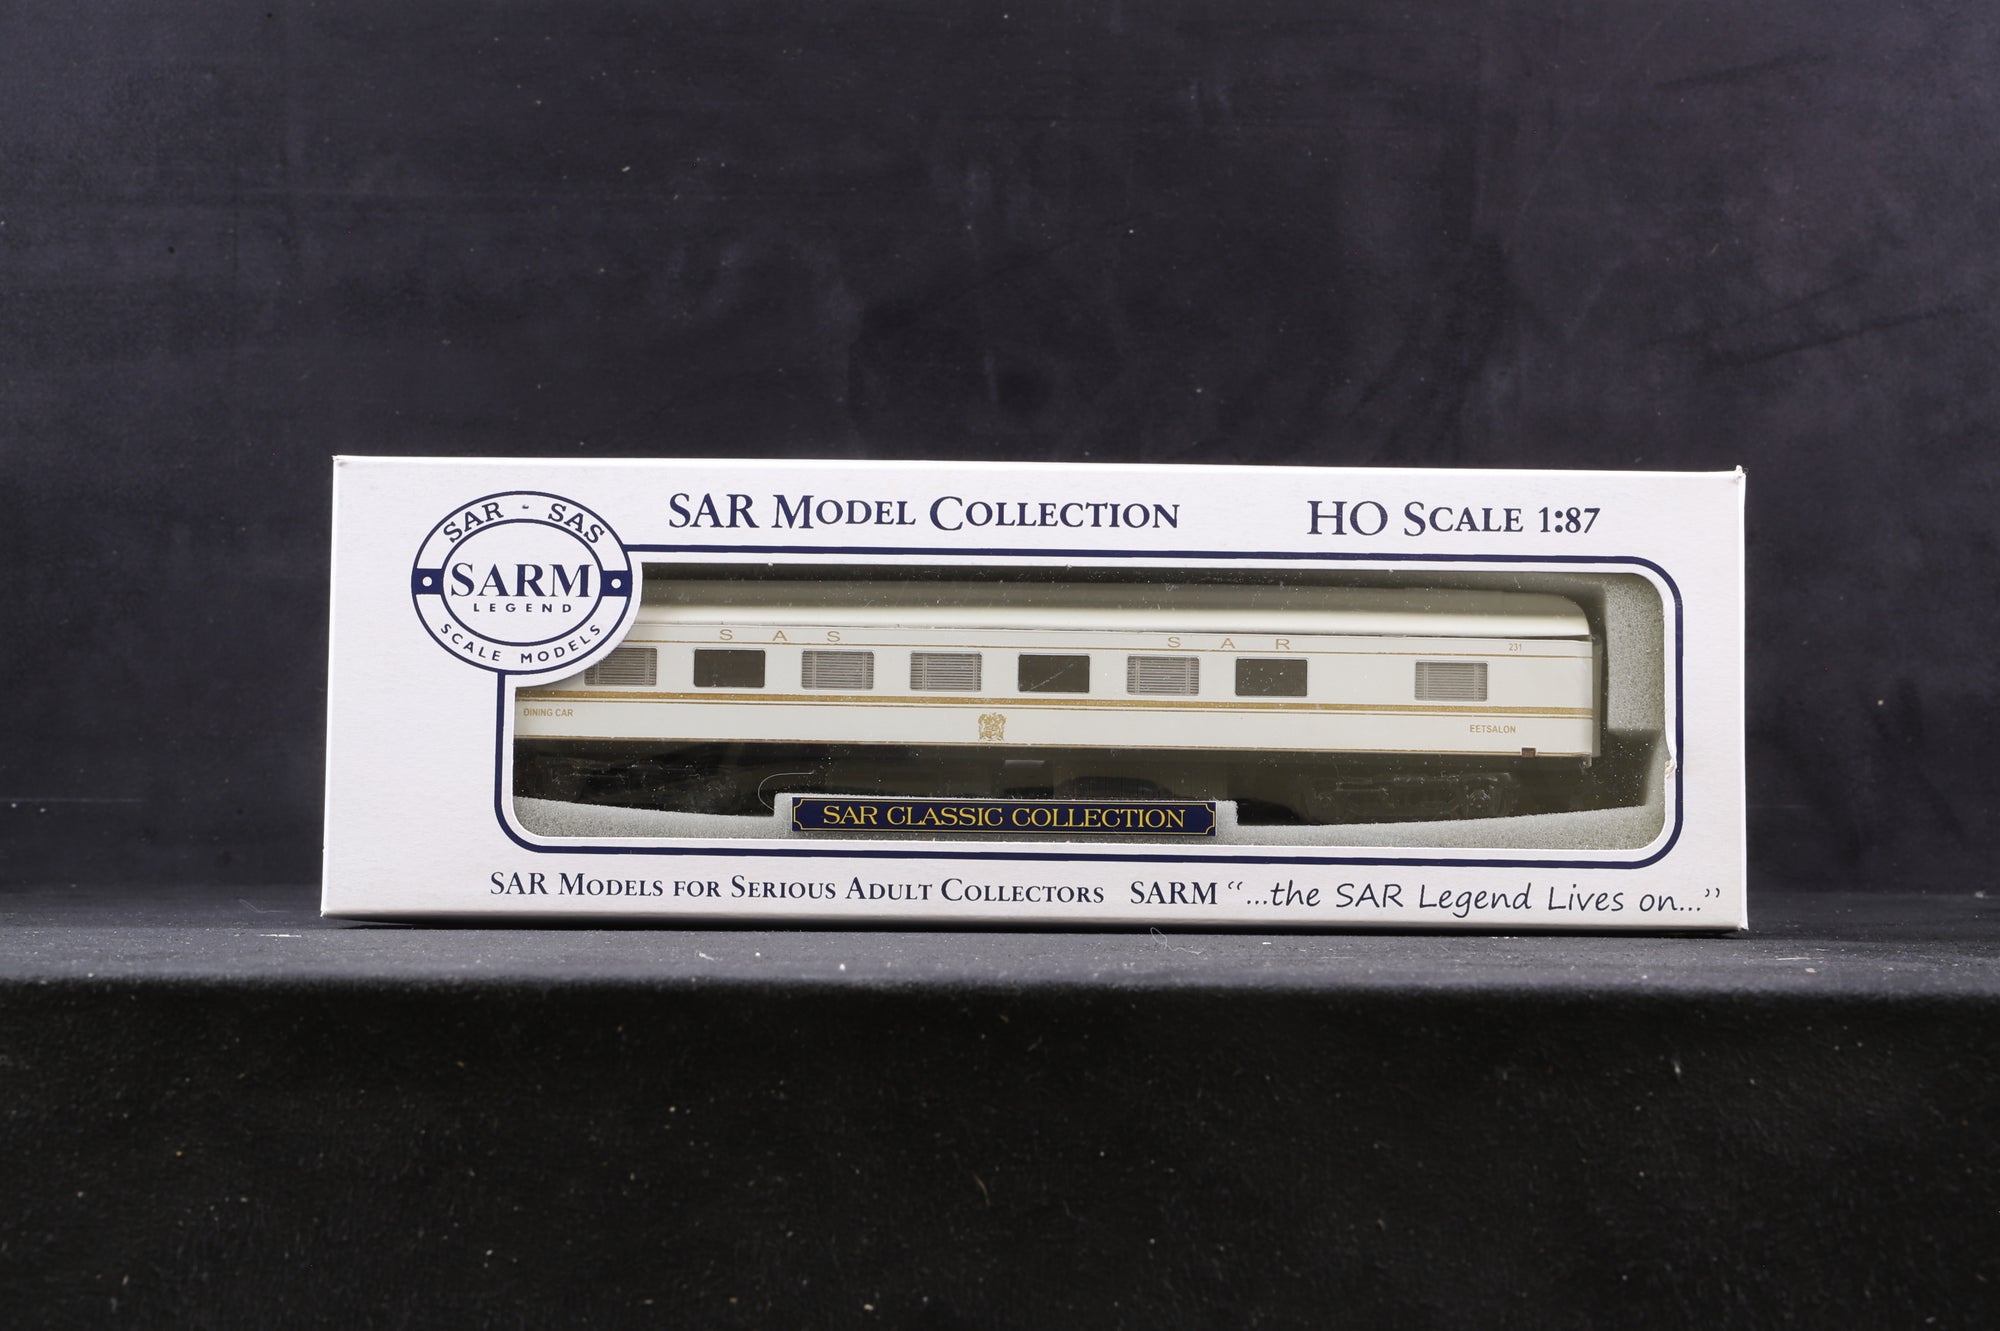 SAR - SAS
SARM
LEGEND
SCALE MODELS
SAR MODEL COLLECTION
HO SCALE 1:87
S A S
S A R
231
DINING CAR
EETSALON
SAR CLASSIC COLLECTION
SAR MODELS FOR SERIOUS ADULT COLLECTORS SARM “...the SAR Legend Lives on...”